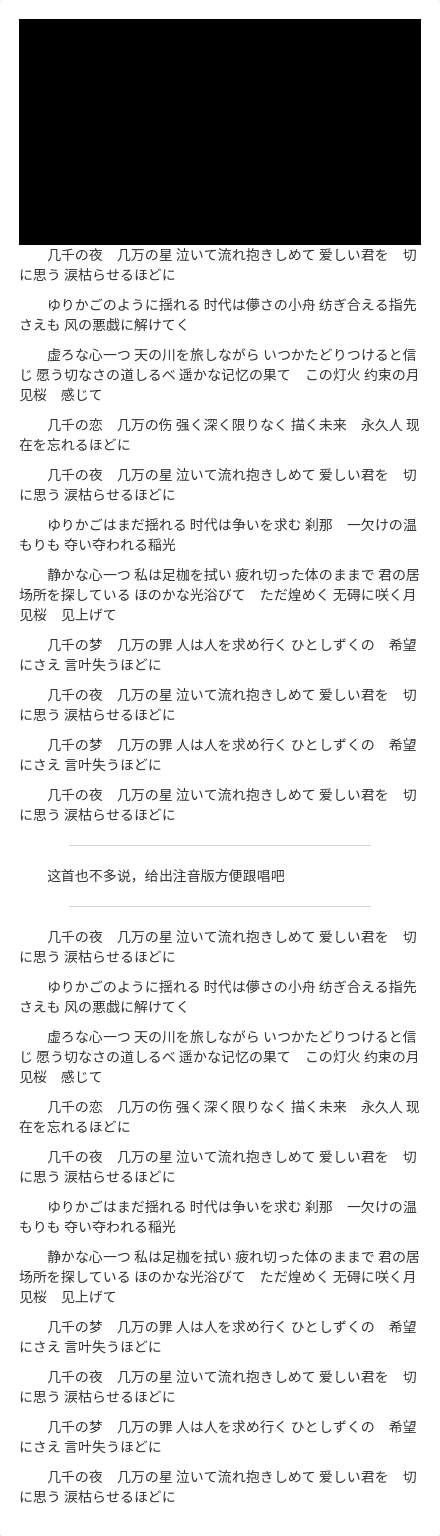 几千の夜　几万の星 泣いて流れ抱きしめて 爱しい君を　切
に思う 涙枯らせるほどに
ゆりかごのように揺れる 时代は儚さの小舟 纺ぎ合える指先
さえも 风の悪戯に解けてく
虚ろな心一つ 天の川を旅しながら いつかたどりつけると信
じ 愿う切なさの道しるべ 遥かな记忆の果て　この灯火 约束の月
见桜　感じて
几千の恋　几万の伤 强く深く限りなく 描く未来　永久人 现
在を忘れるほどに
几千の夜　几万の星 泣いて流れ抱きしめて 爱しい君を　切
に思う 涙枯らせるほどに
ゆりかごはまだ揺れる 时代は争いを求む 刹那　一欠けの温
もりも 夺い夺われる稲光
静かな心一つ 私は足枷を拭い 疲れ切った体のままで 君の居
场所を探している ほのかな光浴びて　ただ煌めく 无碍に咲く月
见桜　见上げて
几千の梦　几万の罪 人は人を求め行く ひとしずくの　希望
にさえ 言叶失うほどに
几千の夜　几万の星 泣いて流れ抱きしめて 爱しい君を　切
に思う 涙枯らせるほどに
几千の梦　几万の罪 人は人を求め行く ひとしずくの　希望
にさえ 言叶失うほどに
几千の夜　几万の星 泣いて流れ抱きしめて 爱しい君を　切
に思う 涙枯らせるほどに
这首也不多说，给出注音版方便跟唱吧
几千の夜　几万の星 泣いて流れ抱きしめて 爱しい君を　切
に思う 涙枯らせるほどに
ゆりかごのように揺れる 时代は儚さの小舟 纺ぎ合える指先
さえも 风の悪戯に解けてく
虚ろな心一つ 天の川を旅しながら いつかたどりつけると信
じ 愿う切なさの道しるべ 遥かな记忆の果て　この灯火 约束の月
见桜　感じて
几千の恋　几万の伤 强く深く限りなく 描く未来　永久人 现
在を忘れるほどに
几千の夜　几万の星 泣いて流れ抱きしめて 爱しい君を　切
に思う 涙枯らせるほどに
ゆりかごはまだ揺れる 时代は争いを求む 刹那　一欠けの温
もりも 夺い夺われる稲光
静かな心一つ 私は足枷を拭い 疲れ切った体のままで 君の居
场所を探している ほのかな光浴びて　ただ煌めく 无碍に咲く月
见桜　见上げて
几千の梦　几万の罪 人は人を求め行く ひとしずくの　希望
にさえ 言叶失うほどに
几千の夜　几万の星 泣いて流れ抱きしめて 爱しい君を　切
に思う 涙枯らせるほどに
几千の梦　几万の罪 人は人を求め行く ひとしずくの　希望
にさえ 言叶失うほどに
几千の夜　几万の星 泣いて流れ抱きしめて 爱しい君を　切
に思う 涙枯らせるほどに